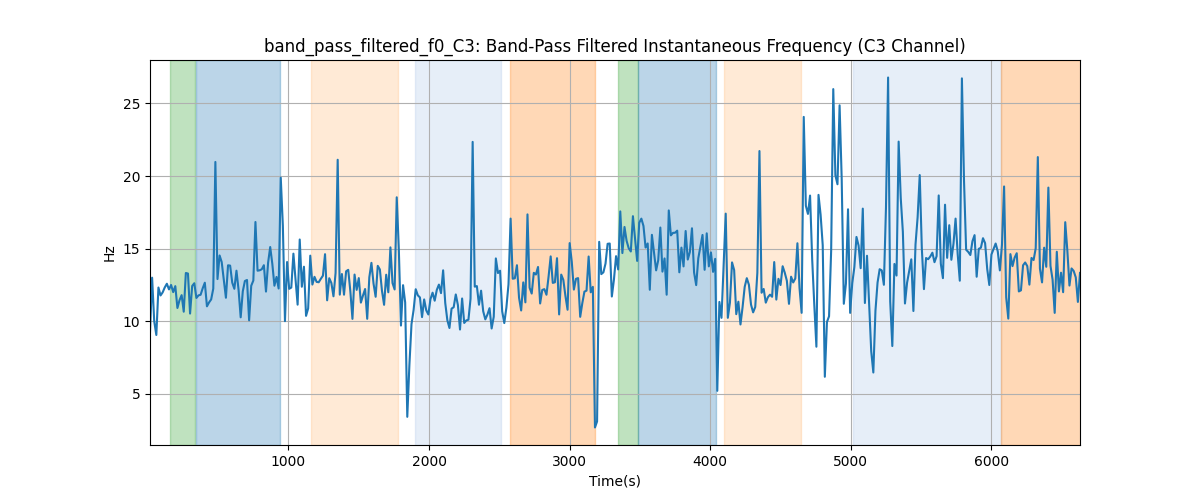 band_pass_filtered_f0_C3: Band-Pass Filtered Instantaneous Frequency (C3 Channel)
25
20
15
10
5
Hz
1000 2000 3000 4000 5000 6000
Time(s)